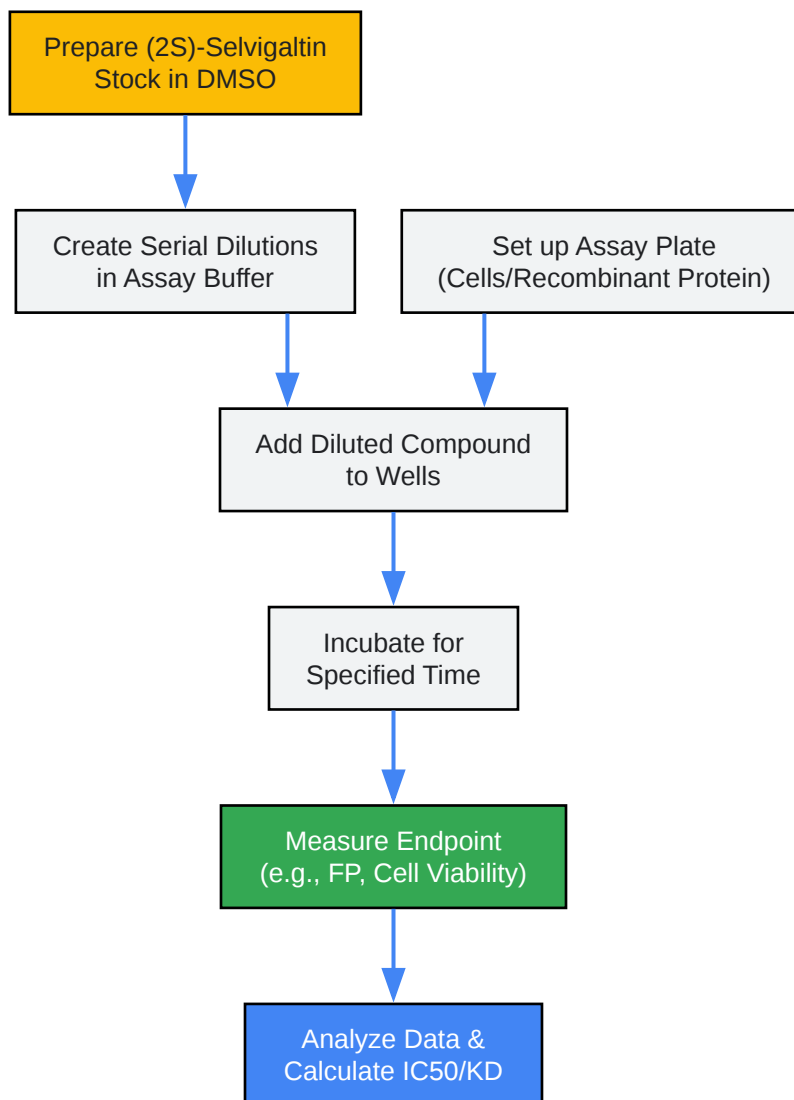 Prepare (2S)-Selvigaltin
Stock in DMSO
Create Serial Dilutions
in Assay Buffer
Set up Assay Plate
(Cells/Recombinant Protein)
Add Diluted Compound
to Wells
Incubate for
Specified Time
Measure Endpoint
(e.g., FP, Cell Viability)
Analyze Data &
Calculate IC50/KD